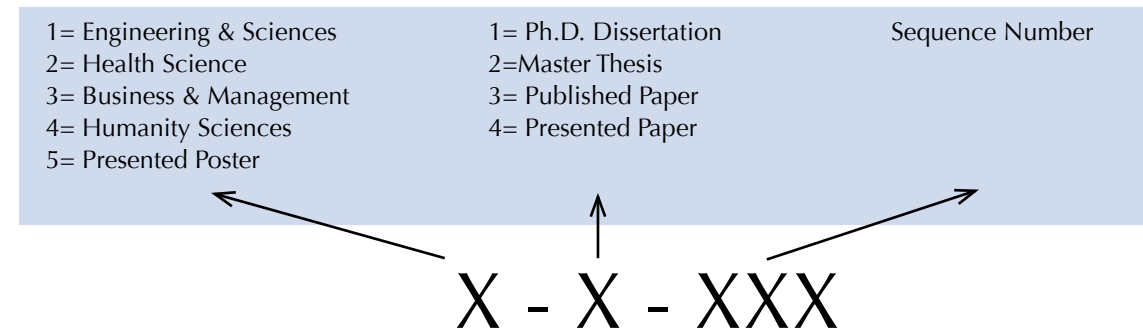 1= Engineering & Sciences
2= Health Science
3= Business & Management
4= Humanity Sciences
5= Presented Poster
1= Ph.D. Dissertation
2=Master Thesis
3= Published Paper
4= Presented Paper
Sequence Number
X - X - XXX